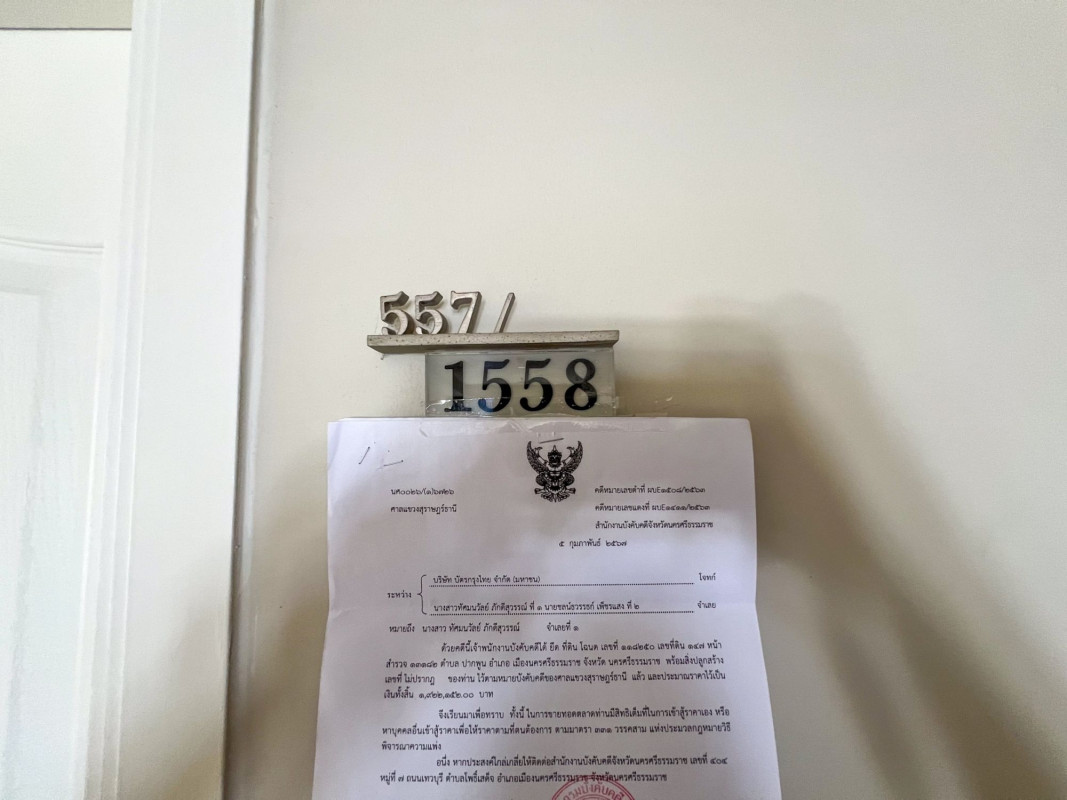 557/
1558
นศ๐๐๒๖/(๑)๖๓๒๖
คดีหมายเลขดำที่ ผบE๑๕๐๘/๒๕๖๓
ศาลแขวงสุราษฎร์ธานี
คดีหมายเลขแดงที่ ผบE๑๔๑๑/๒๕๖๓
สำนักงานบังคับคดีจังหวัดนครศรีธรรมราช
๕ กุมภาพันธ์ ๒๕๖๗
บริษัท บัตรกรุงไทย จำกัด (มหาชน) โจทก์
ระหว่าง
นางสาวทัศมนวัลย์ ภักดีสุวรรณ์ ที่ ๑ นายชลน์ธวรรธก์ เพ็ชรแสง ที่ ๒ จำเลย
หมายถึง นางสาว ทัศมนวัลย์ ภักดีสุวรรณ์ จำเลยที่ ๑
ด้วยคดีนี้เจ้าพนักงานบังคับคดีได้ ยึด ที่ดิน โฉนด เลขที่ ๑๑๘๒๕๐ เลขที่ดิน ๑๔๗ หน้า
สำรวจ ๑๓๑๘๒ ตำบล ปากพูน อำเภอ เมืองนครศรีธรรมราช จังหวัด นครศรีธรรมราช พร้อมสิ่งปลูกสร้าง
เลขที่ ไม่ปรากฏ ของท่าน ไว้ตามหมายบังคับคดีของศาลแขวงสุราษฎร์ธานี แล้ว และประมาณราคาไว้เป็น
เงินทั้งสิ้น ๑,๙๒๒,๑๕๒.๐๐ บาท
จึงเรียนมาเพื่อทราบ ทั้งนี้ ในการขายทอดตลาดท่านมีสิทธิเต็มที่ในการเข้าสู้ราคาเอง หรือ
หาบุคคลอื่นเข้าสู้ราคาเพื่อให้ราคาตามที่ตนต้องการ ตามมาตรา ๓๓๑ วรรคสาม แห่งประมวลกฎหมายวิธี
พิจารณาความแพ่ง
อนึ่ง หากประสงค์ไกล่เกลี่ยให้ติดต่อสำนักงานบังคับคดีจังหวัดนครศรีธรรมราช เลขที่ ๔๐๔
หมู่ที่ ๗ ถนนเทวบุรี ตำบลโพธิ์เสด็จ อำเภอเมืองนครศรีธรรมราช จังหวัดนครศรีธรรมราช